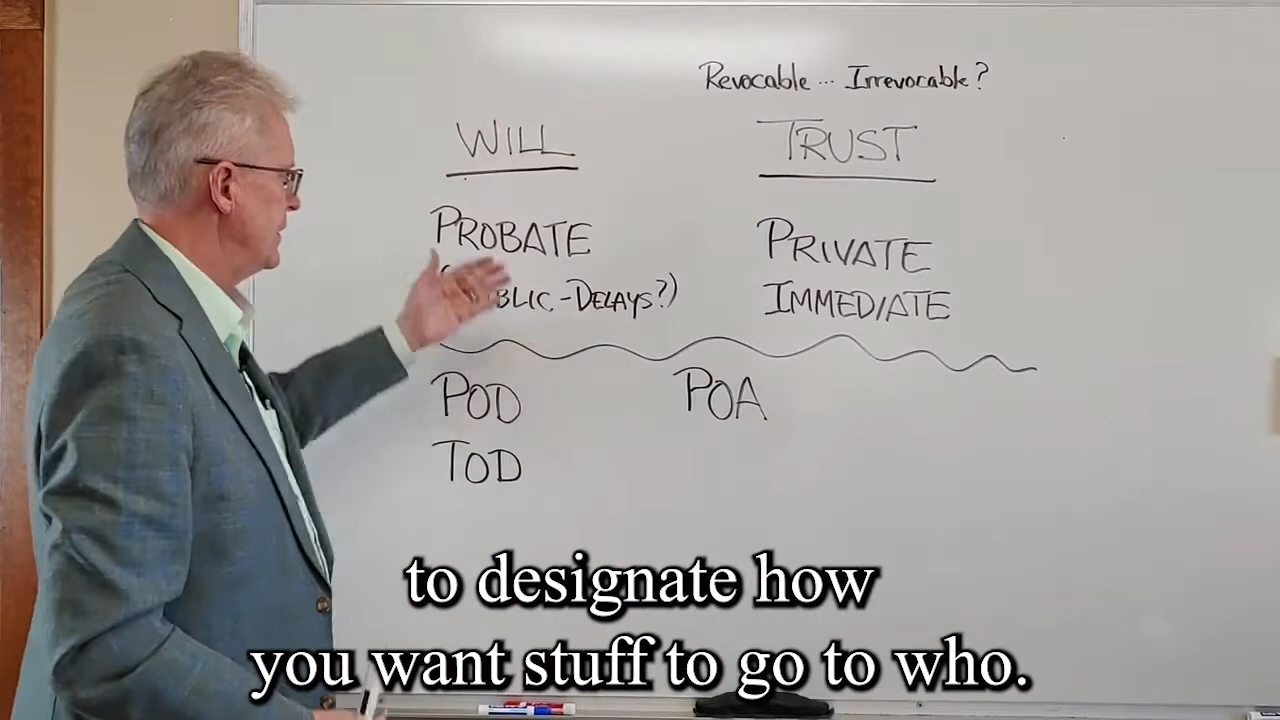 Revocable ... Irrevocable?
WILL
TRUST
PROBATE
PRIVATE
-DELAYS?)
IMMEDIATE
POD
POA
TOD
to designate how
you want stuff to go to who.